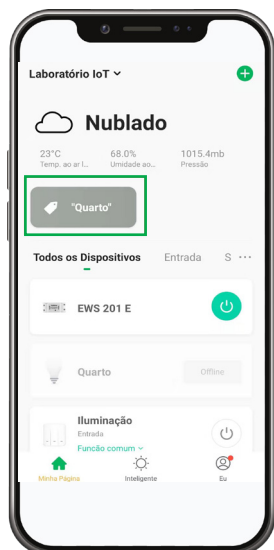 Laboratório IoT
Nublado
23°C 68.0% 1015.4mb
Temp. ao ar l... Umidade ao... Pressão
"Quarto"
Todos os Dispositivos Entrada S ...
EWS 201 E
Quarto Offline
Iluminação
Entrada
Função comum
Minha Página Inteligente Eu